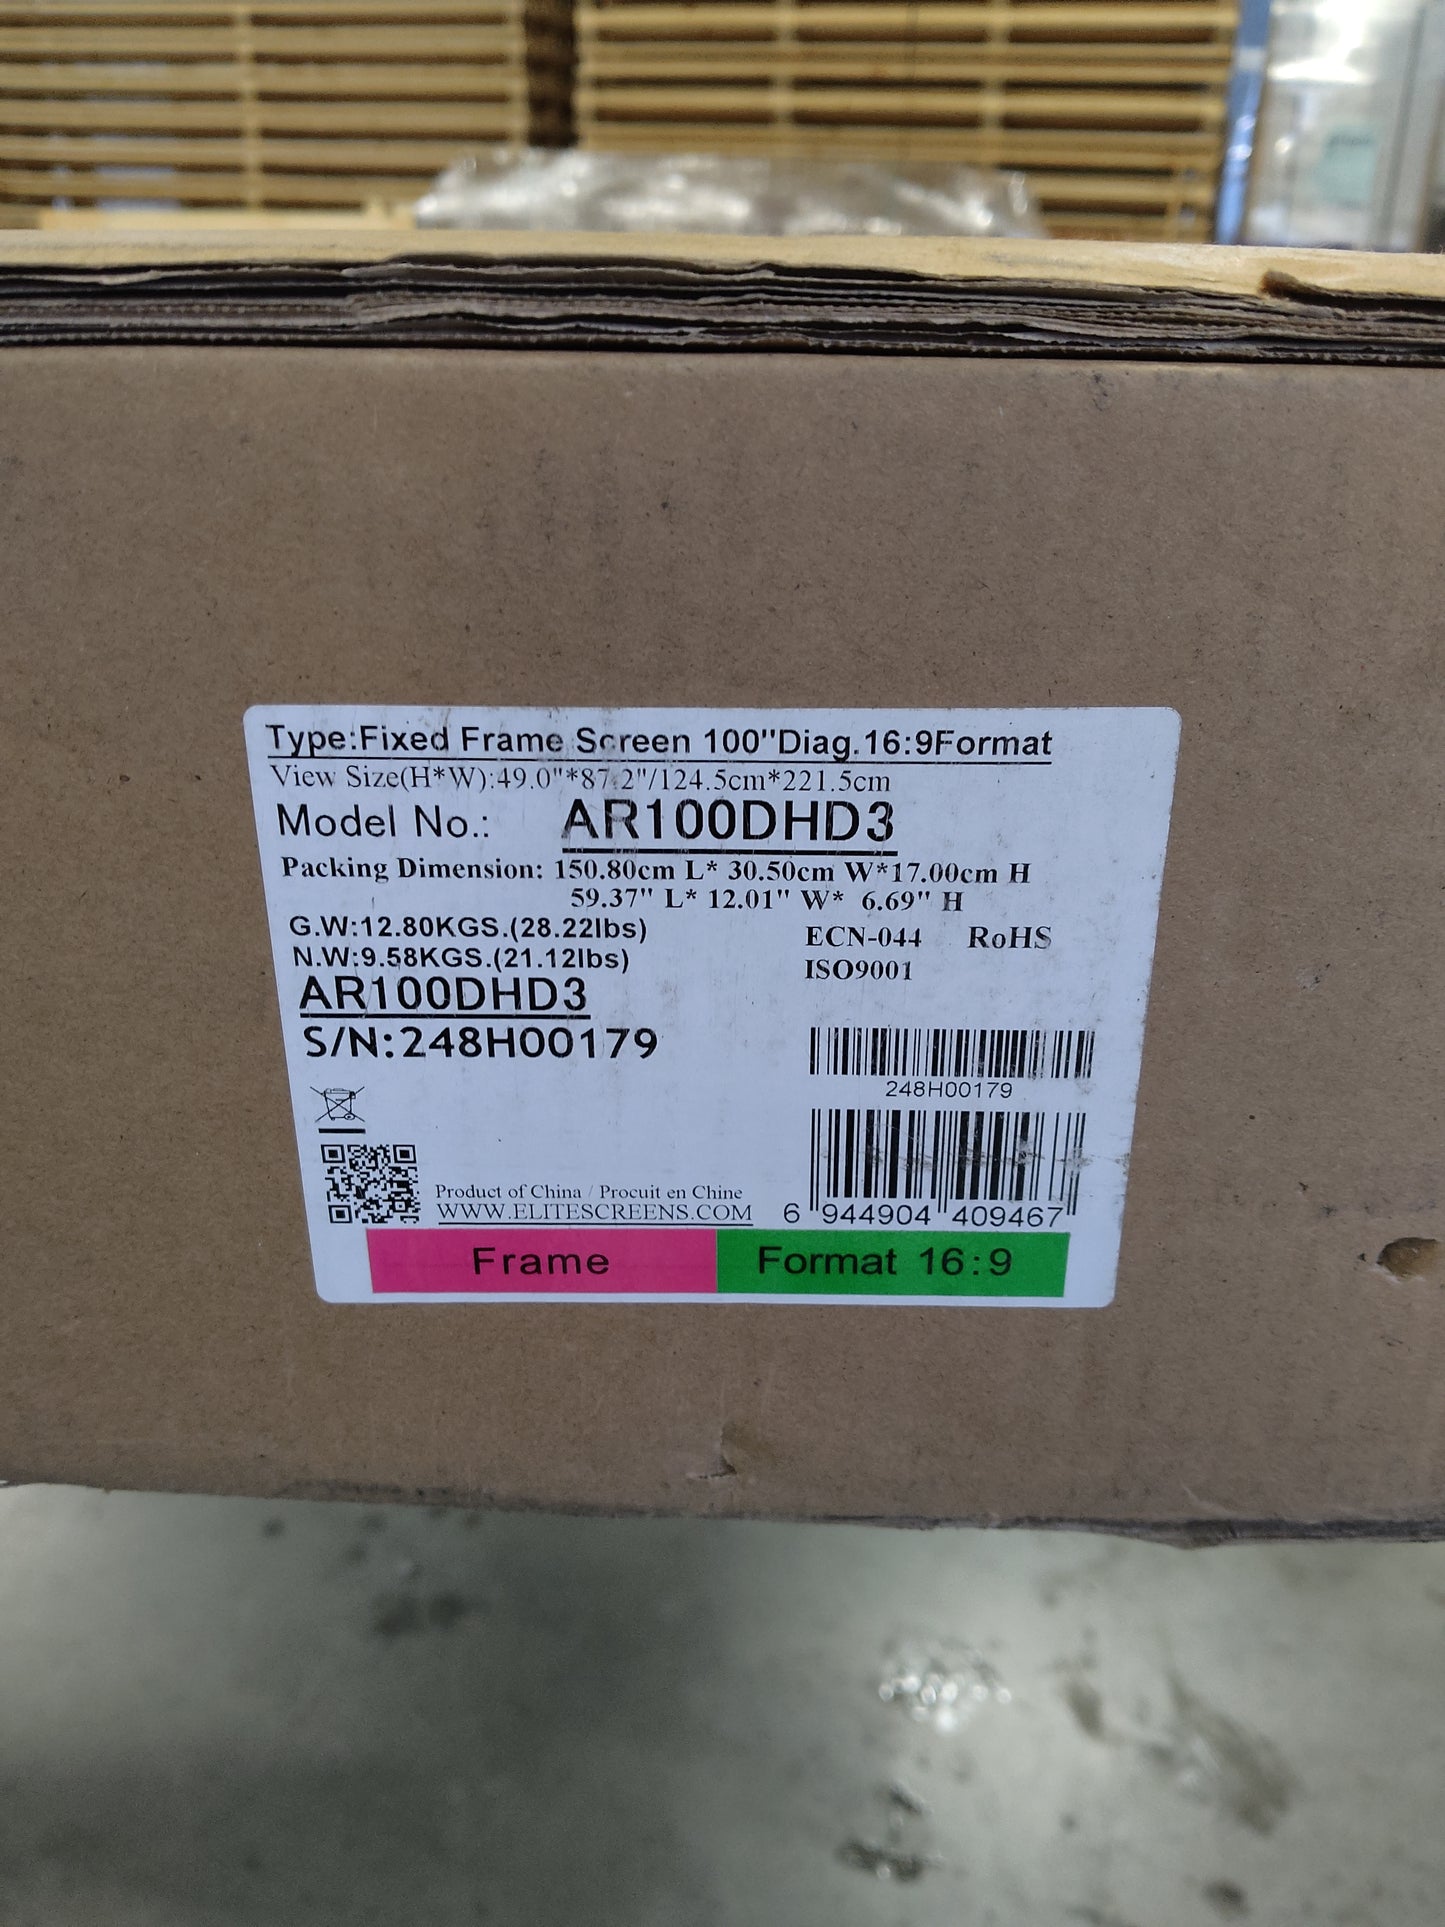 Type:Fixed Frame Screen 100"Diag.16:9Format
View Size(H*W):49.0"*87.2"/124.5cm*221.5cm
Model No.: AR100DHD3
Packing Dimension: 150.80cm L* 30.50cm W*17.00cm H
59.37" L* 12.01" W* 6.69" H
G.W:12.80KGS.(28.22lbs)
N.W:9.58KGS.(21.12lbs)
ECN-044 RoHS
ISO9001
AR100DHD3
S/N:248H00179
248H00179
Product of China / Procuit en Chine
WWW.ELITESCREENS.COM
6 944904 409467
Frame
Format 16:9